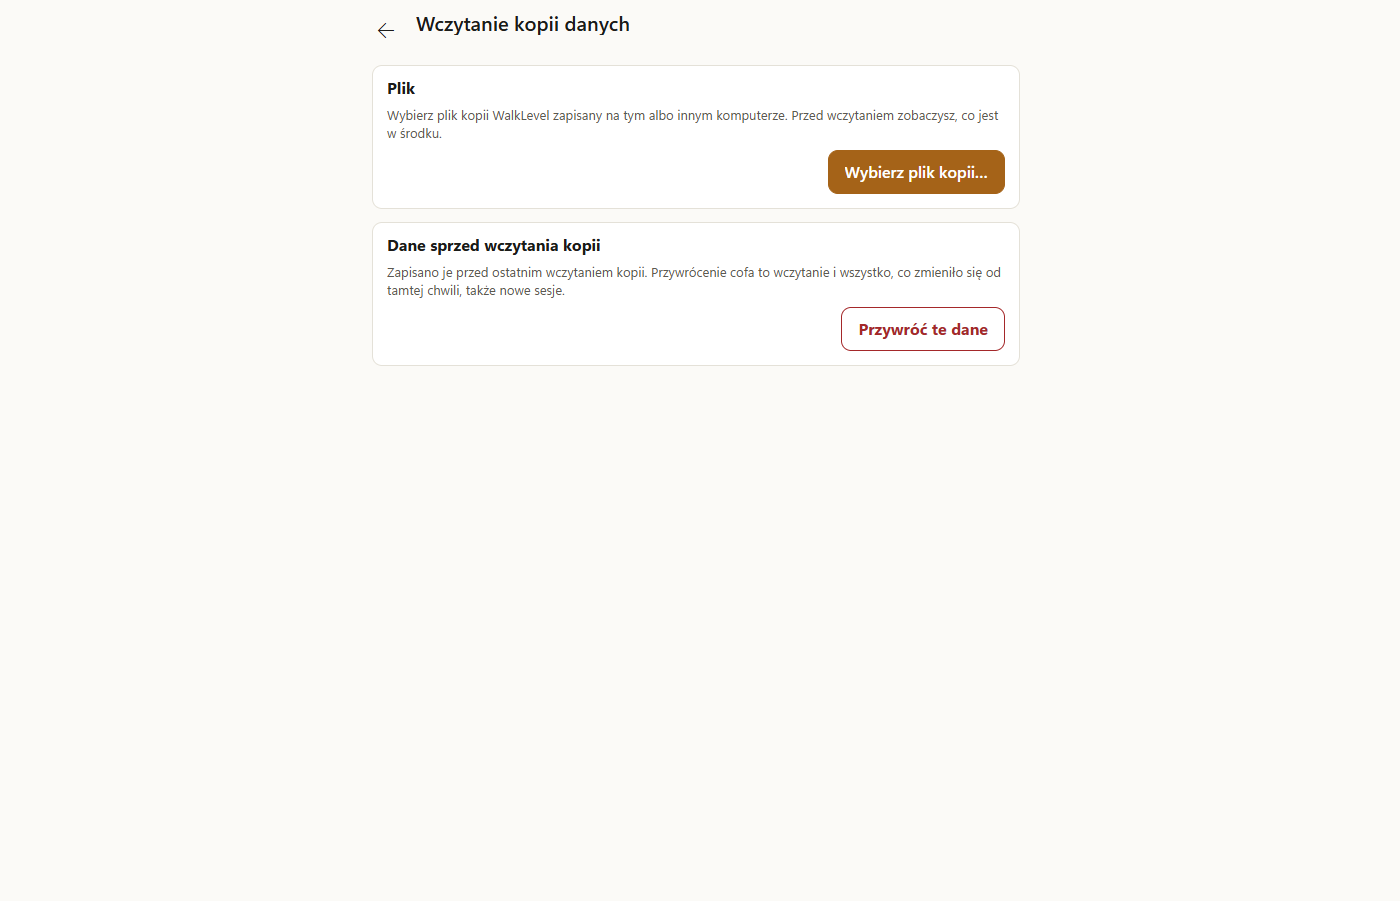 Wczytanie kopii danych
Plik
Wybierz plik kopii WalkLevel zapisany na tym albo innym komputerze. Przed wczytaniem zobaczysz, co jest
w środku.
Wybierz plik kopii...
Dane sprzed wczytania kopii
Zapisano je przed ostatnim wczytaniem kopii. Przywrócenie cofa to wczytanie i wszystko, co zmieniło się od
tamtej chwili, także nowe sesje.
Przywróć te dane